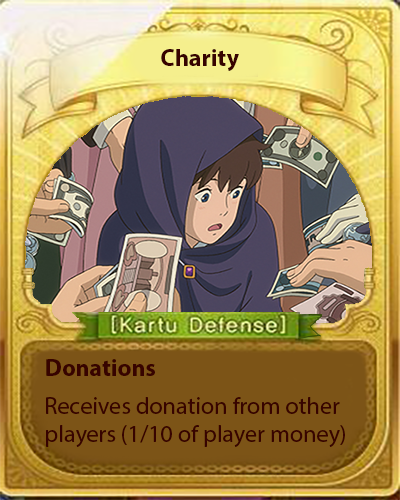 Charity
[Kartu Defense]
Donations
Receives donation from other
players (1/10 of player money)